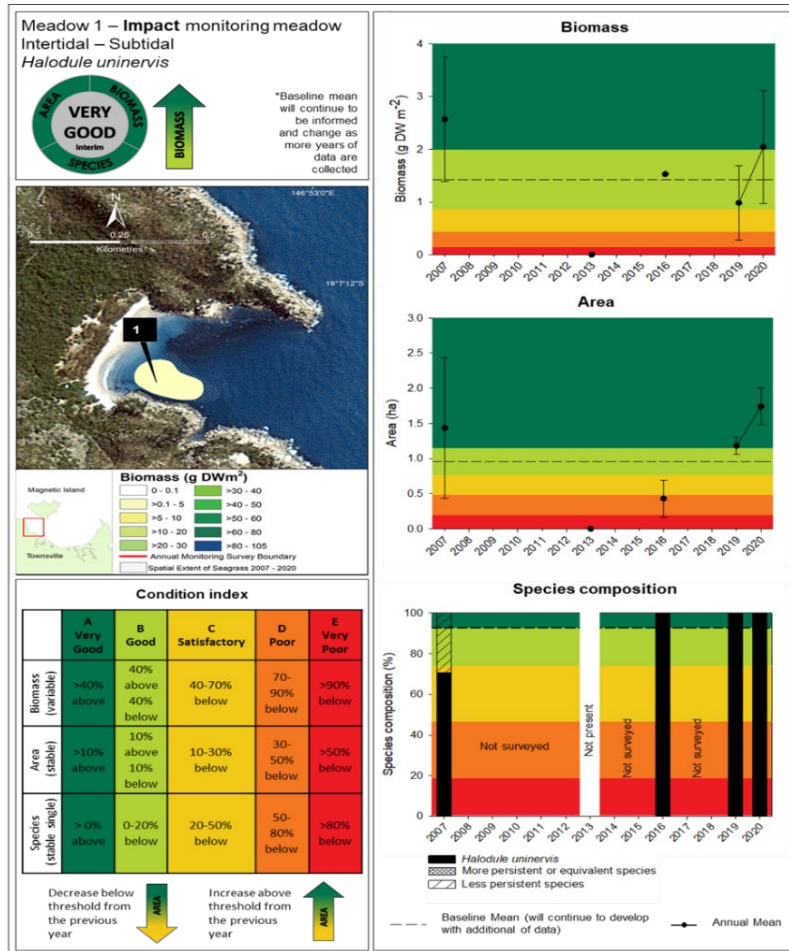 Meadow 1 – Impact monitoring meadow
Intertidal – Subtidal
Halodule uninervis
AREA
BIOMASS
SPECIES
VERY
GOOD
Interim
BIOMASS
*Baseline mean
will continue to
be informed
and change as
more years of
data are
collected
146°53'0"E
N
0.25
0.5
Kilometres
19°7'12"S
1
Magnetic Island
Townsville
Biomass (g DWm²)
0 - 0.1
>0.1 - 5
>5 - 10
>10 - 20
>20 - 30
>30 - 40
>40 - 50
>50 - 60
>60 - 80
>80 - 105
Annual Monitoring Survey Boundary
Spatial Extent of Seagrass 2007 - 2020
Condition index
A
Very
Good
B
Good
C
Satisfactory
D
Poor
E
Very
Poor
Biomass
(variable)
>40%
above
40%
above
40%
below
40-70%
below
70-
90%
below
>90%
below
Area
(stable)
>10%
above
10%
above
10%
below
10-30%
below
30-
50%
below
>50%
below
Species
(stable single)
> 0%
above
0-20%
below
20-50%
below
50-
80%
below
>80%
below
Decrease below
threshold from
the previous
year
AREA
Increase above
threshold from
the previous
year
AREA
Biomass
Biomass (g DW m⁻²)
4
3
2
1
0
2007 2008 2009 2010 2011 2012 2013 2014 2015 2016 2017 2018 2019 2020
Area
Area (ha)
3.0
2.5
2.0
1.5
1.0
0.5
0.0
2007 2008 2009 2010 2011 2012 2013 2014 2015 2016 2017 2018 2019 2020
Species composition
Species composition (%)
100
80
60
40
20
0
Not surveyed
Not present
Not surveyed
Not surveyed
2007 2008 2009 2010 2011 2012 2013 2014 2015 2016 2017 2018 2019 2020
Halodule uninervis
More persistent or equivalent species
Less persistent species
Baseline Mean (will continue to develop
with additional of data)
Annual Mean